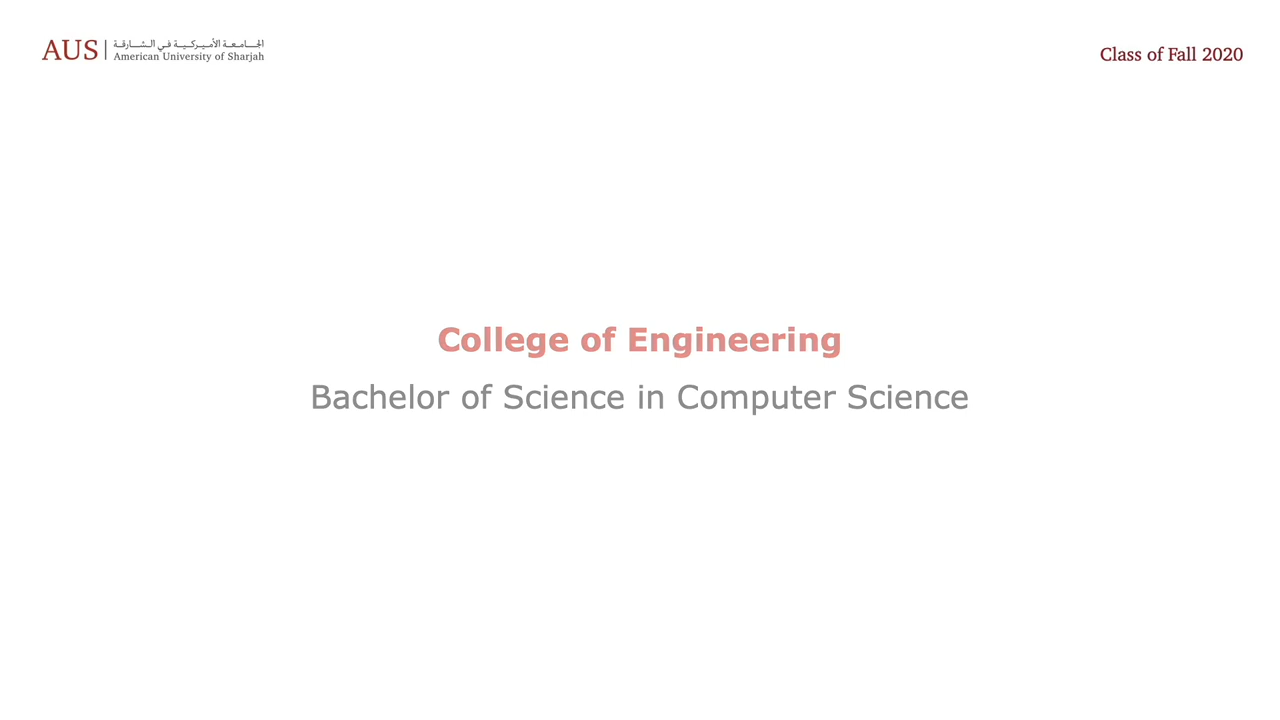 AUS
الجامعة الأميركية في الشارقة
American University of Sharjah
Class of Fall 2020
College of Engineering
Bachelor of Science in Computer Science